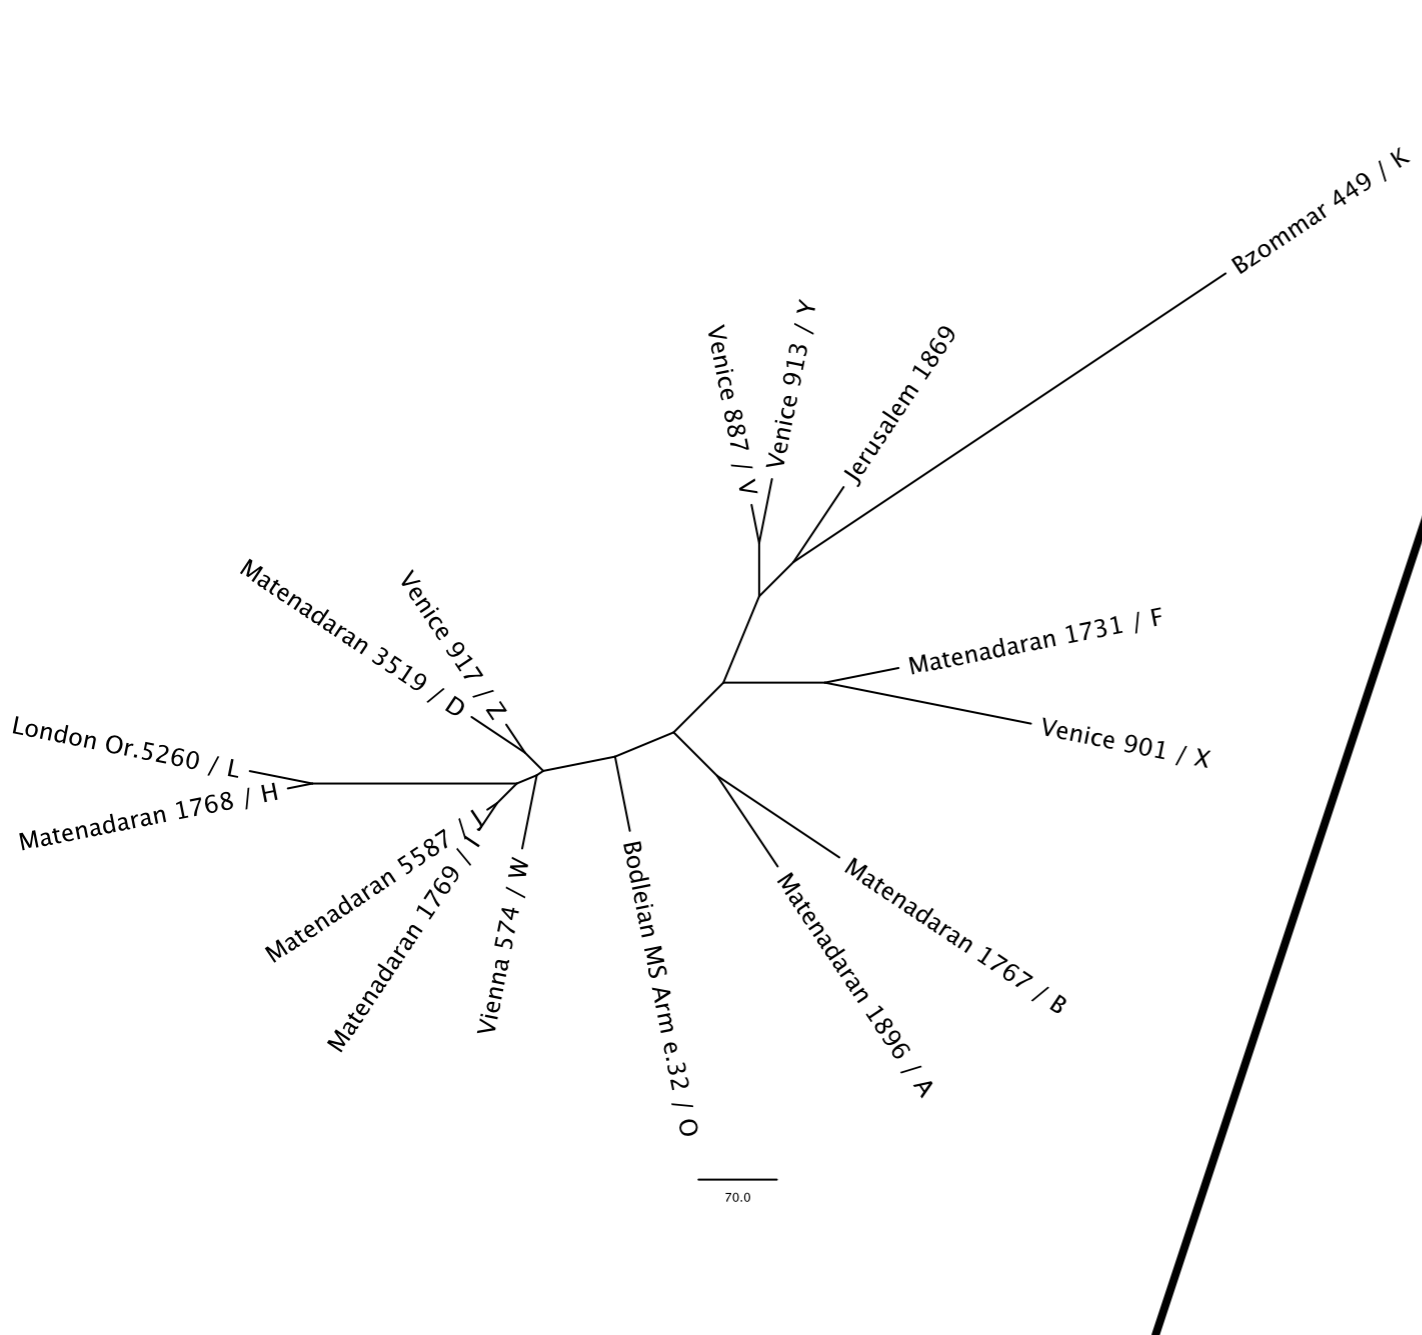 Bzommar 449 / K
Venice 887 / V
Venice 913 / Y
Jerusalem 1869
Matenadaran 1731 / F
Venice 901 / X
Venice 917 / Z
Matenadaran 3519 / D
London Or.5260 / L
Matenadaran 1768 / H
Matenadaran 5587 / J
Matenadaran 1769 / I
Vienna 574 / W
Bodleian MS Arm e.32 / O
Matenadaran 1896 / A
Matenadaran 1767 / B
70.0